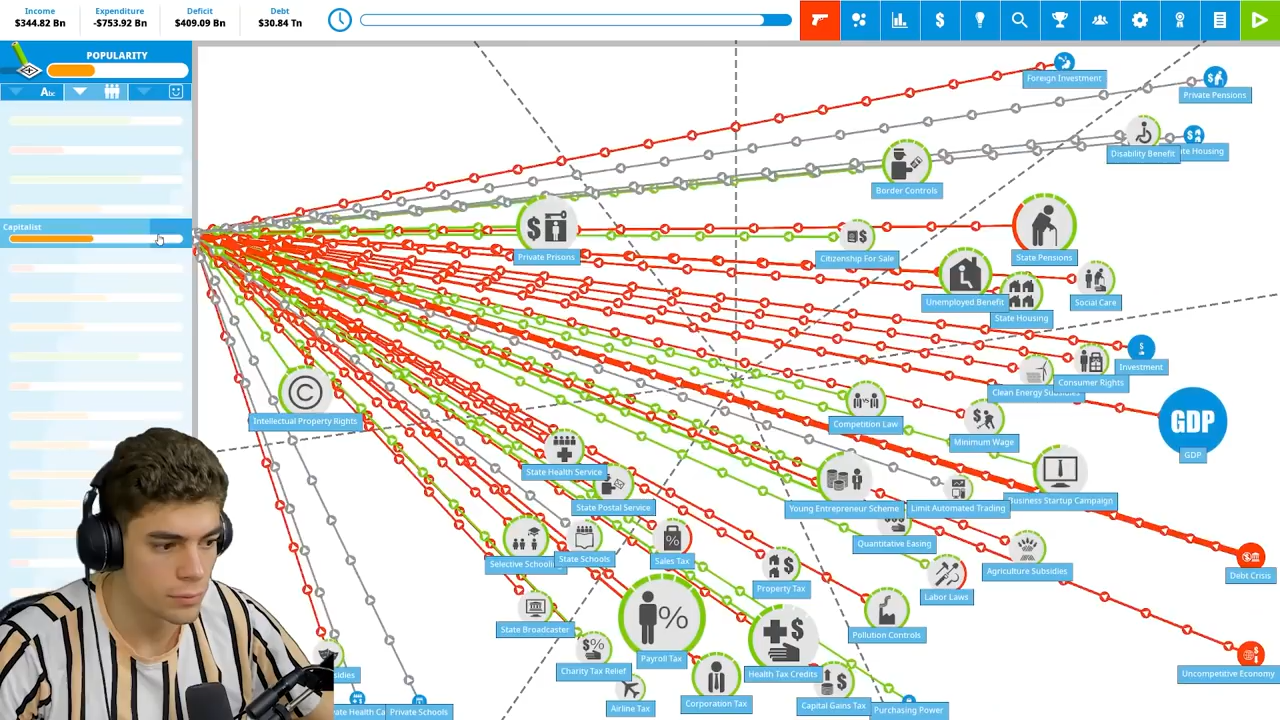 Income
$344.82 Bn
Expenditure
-$753.92 Bn
Deficit
$409.09 Bn
Debt
$30.84 Tn
POPULARITY
Capitalist
Foreign Investment
Private Pensions
Disability Benefit
Border Controls
Private Prisons
Citizenship For Sale
State Pensions
Unemployed Benefit
State Housing
Social Care
Investment
Consumer Rights
Clean Energy
GDP
GDP
Intellectual Property Rights
Competition Law
Minimum Wage
State Health Service
State Postal Service
Young Entrepreneur Scheme
Limit Automated Trading
Business Startup Campaign
Quantitative Easing
Selective
State Schools
Sales Tax
Agriculture Subsidies
Debt Crisis
Property Tax
Labor Laws
State Broadcaster
Pollution Controls
Payroll Tax
Charity Tax Relief
Health Tax Credits
Uncompetitive Economy
Airline Tax
Corporation Tax
Capital Gains Tax
Purchasing Power
Private Schools